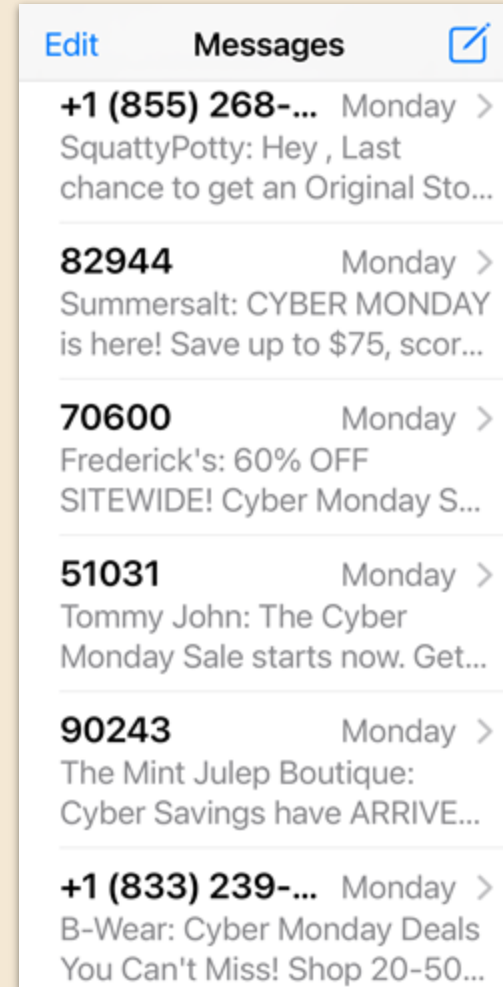 Edit Messages
+1 (855) 268-... Monday
SquattyPotty: Hey , Last
chance to get an Original Sto...
82944 Monday
Summersalt: CYBER MONDAY
is here! Save up to $75, scor...
70600 Monday
Frederick's: 60% OFF
SITEWIDE! Cyber Monday S...
51031 Monday
Tommy John: The Cyber
Monday Sale starts now. Get...
90243 Monday
The Mint Julep Boutique:
Cyber Savings have ARRIVE...
+1 (833) 239-... Monday
B-Wear: Cyber Monday Deals
You Can't Miss! Shop 20-50...